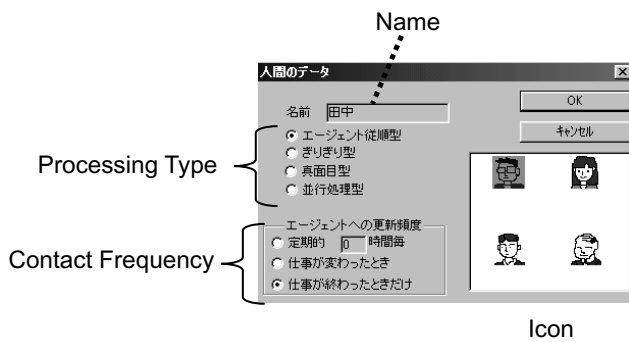 Name
人間のデータ
名前 田中
OK
キャンセル
Processing Type
エージェント従順型
ぎりぎり型
真面目型
並行処理型
Contact Frequency
エージェントへの更新頻度
定期的 0 時間毎
仕事が変わったとき
仕事が終わったときだけ
Icon